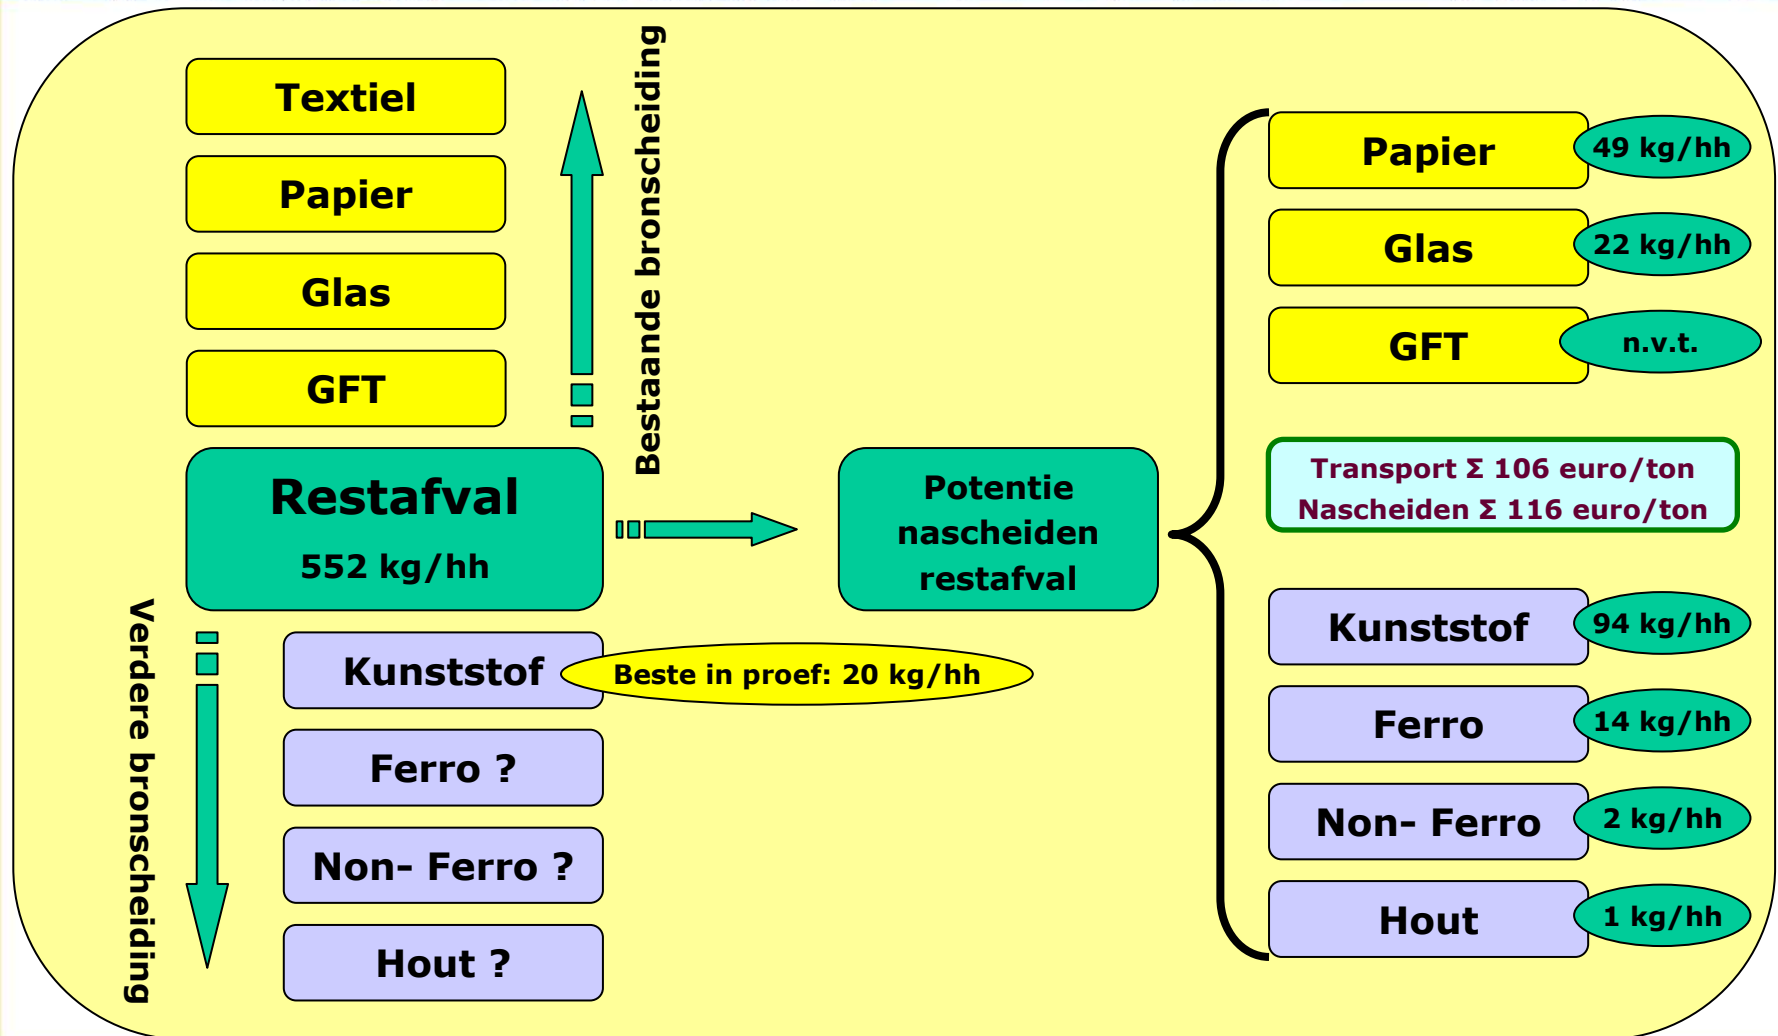 Textiel
Papier
Glas
GFT
Bestaande bronscheiding
Restafval
552 kg/hh
Verdere bronscheiding
Kunststof
Beste in proef: 20 kg/hh
Ferro ?
Non- Ferro ?
Hout ?
Potentie
nascheiden
restafval
Papier
49 kg/hh
Glas
22 kg/hh
GFT
n.v.t.
Transport Σ 106 euro/ton
Nascheiden Σ 116 euro/ton
Kunststof
94 kg/hh
Ferro
14 kg/hh
Non- Ferro
2 kg/hh
Hout
1 kg/hh